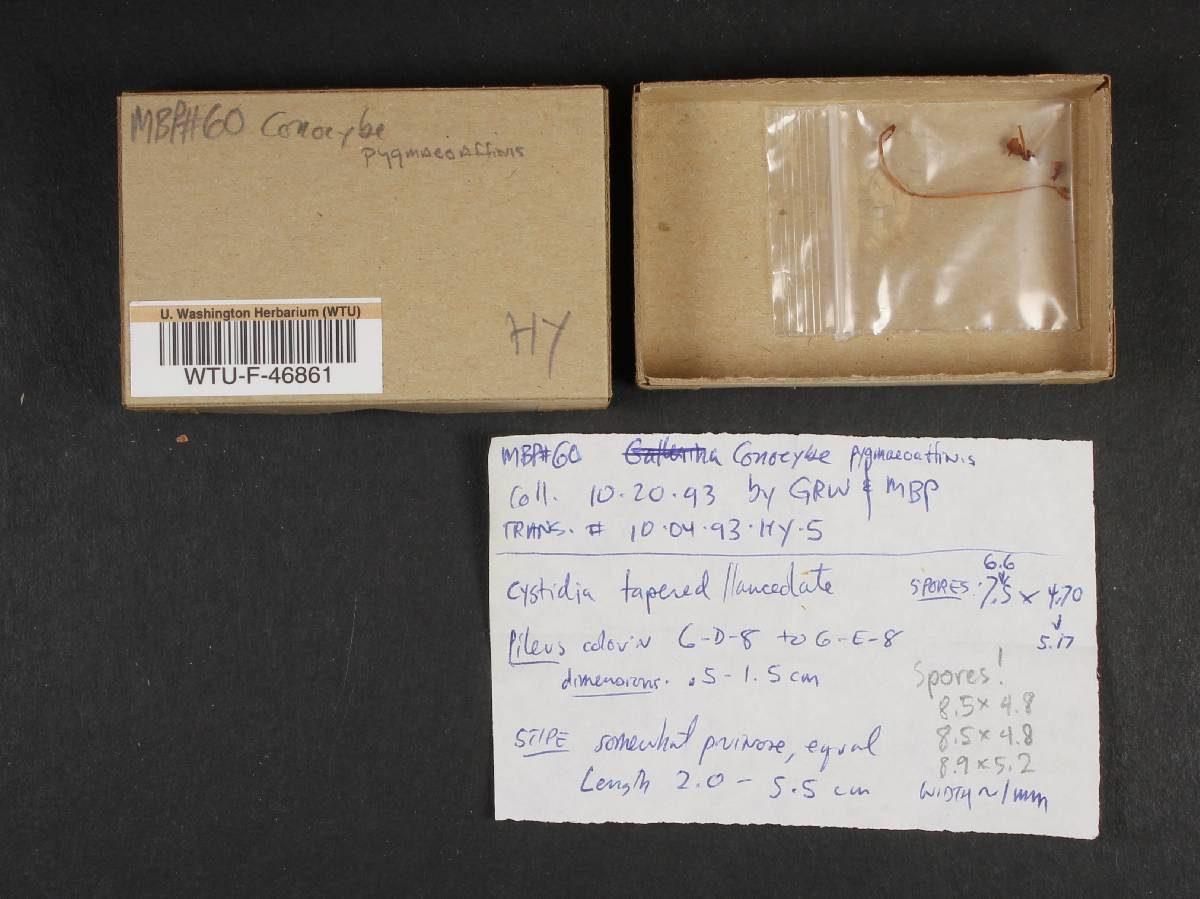 MBP#60 Conocybe
pygmaeoaffinis
U. Washington Herbarium (WTU)
WTU-F-46861
HY
MBP#60 Galerina Conocybe pygmaeoaffinis
Coll. 10.20.93 by GRW & MBP
TRANS. # 10.04.93.HY.5
Cystidia tapered /lanceolate
SPORES: 6.6
7.5 x 4.70
5.17
Pileus color 6-D-8 to 6-E-8
dimensions. .5 - 1.5 cm
Spores!
8.5 x 4.8
8.5 x 4.8
8.9 x 5.2
STIPE somewhat pruinose, equal
Length 2.0 - 5.5 cm
WIDTH ~1mm